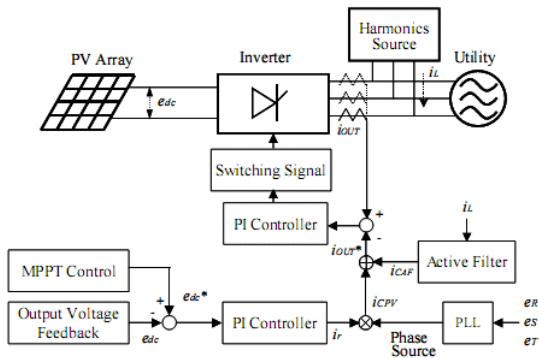 Harmonics
Source
PV Array
Inverter
Utility
edc
iL
iOUT
Switching Signal
PI Controller
+
-
iOUT*
iL
MPPT Control
iCAF
Active Filter
edc*
iCPV
eR
+
-
Output Voltage
Feedback
edc
PI Controller
ir
Phase
Source
PLL
eS
eT